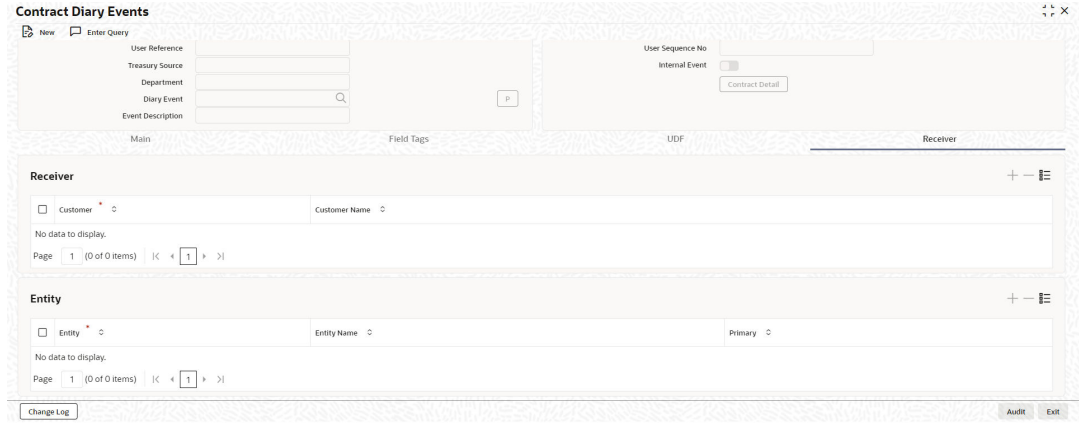 Contract Diary Events
New Enter Query
User Reference User Sequence No
Treasury Source Internal Event
Department Contract Detail
Diary Event P
Event Description
Main Field Tags UDF Receiver
Receiver
Customer * Customer Name
No data to display.
Page 1 (0 of 0 items) 1
Entity
Entity * Entity Name Primary
No data to display.
Page 1 (0 of 0 items) 1
Change Log Audit Exit